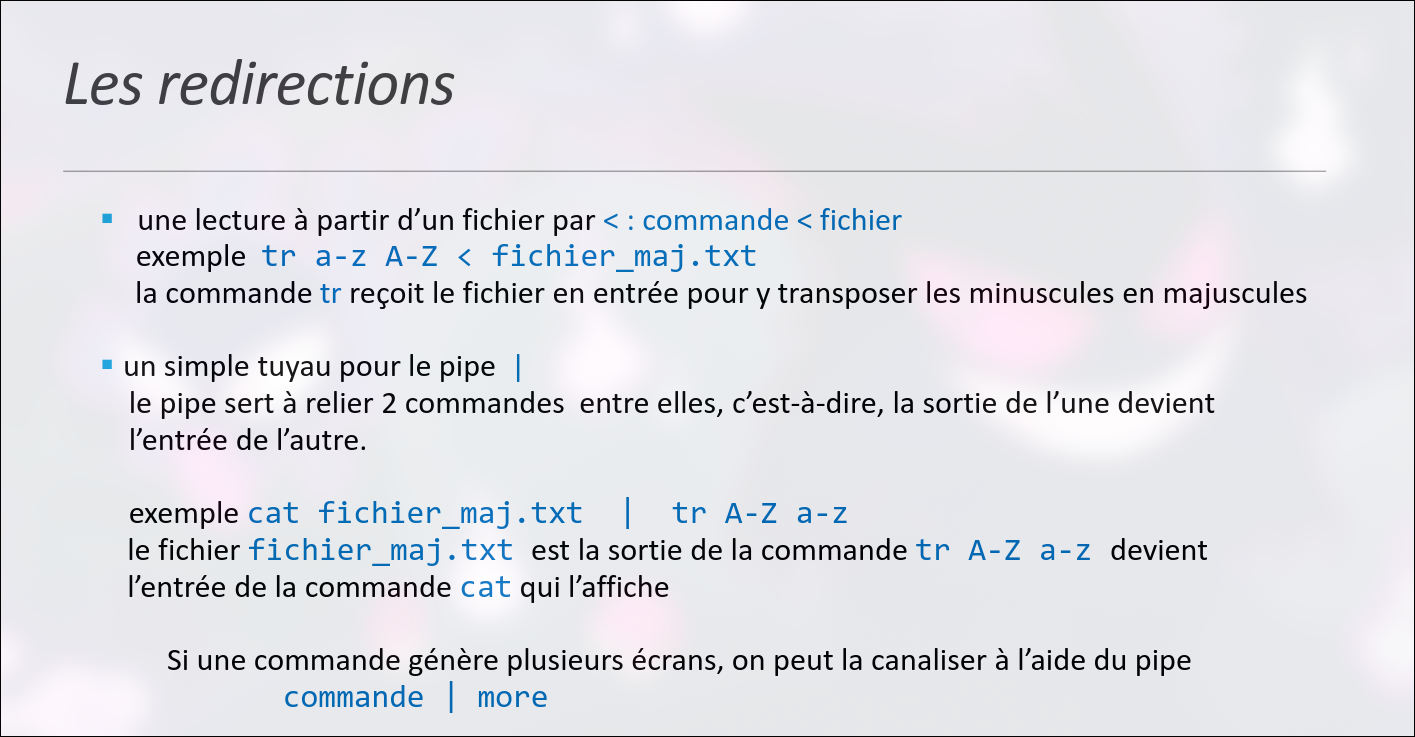 Les redirections
une lecture à partir d’un fichier par < : commande < fichier
exemple tr a-z A-Z < fichier_maj.txt
la commande tr reçoit le fichier en entrée pour y transposer les minuscules en majuscules
un simple tuyau pour le pipe |
le pipe sert à relier 2 commandes entre elles, c’est-à-dire, la sortie de l’une devient
l’entrée de l’autre.
exemple cat fichier_maj.txt | tr A-Z a-z
le fichier fichier_maj.txt est la sortie de la commande tr A-Z a-z devient
l’entrée de la commande cat qui l’affiche
Si une commande génère plusieurs écrans, on peut la canaliser à l’aide du pipe
commande | more